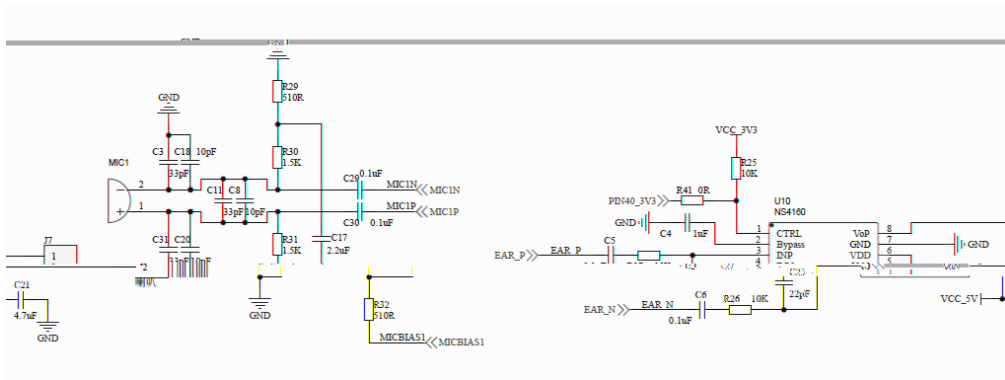 GND
R29
510R
GND
VCC_3V3
C3 C18 10pF
R30
1.5K
33pF
MIC1
R25
10K
C29 0.1uF
2
MIC1N
MIC1N
R41 0R
PIN40_3V3
U10
NS4160
C11 C8
33pF 10pF
1
MIC1P
MIC1P
C30 0.1uF
GND
C4 1uF
1 CTRL
2 Bypass
3 INP
VoP 8
GND 7
VDD 6
GND
C31 C20
R31
1.5K
C17
2.2uF
J7
1
EAR_P
EAR_P
C5
2
喇叭
33pF 10pF
C21
4.7uF
GND
GND
R32
510R
MICBIAS1
MICBIAS1
22pF
EAR_N
EAR_N
C6
0.1uF
R26 10K
VCC_5V